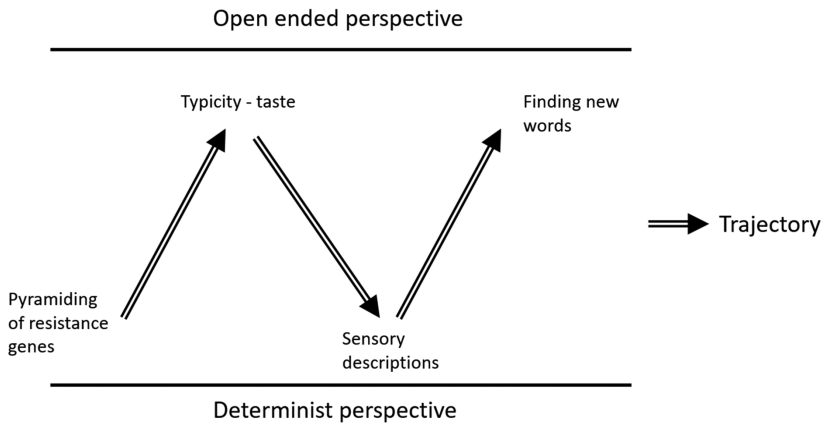 Open ended perspective
Typicity - taste
Finding new
words
Trajectory
Pyramiding
of resistance
genes
Sensory
descriptions
Determinist perspective